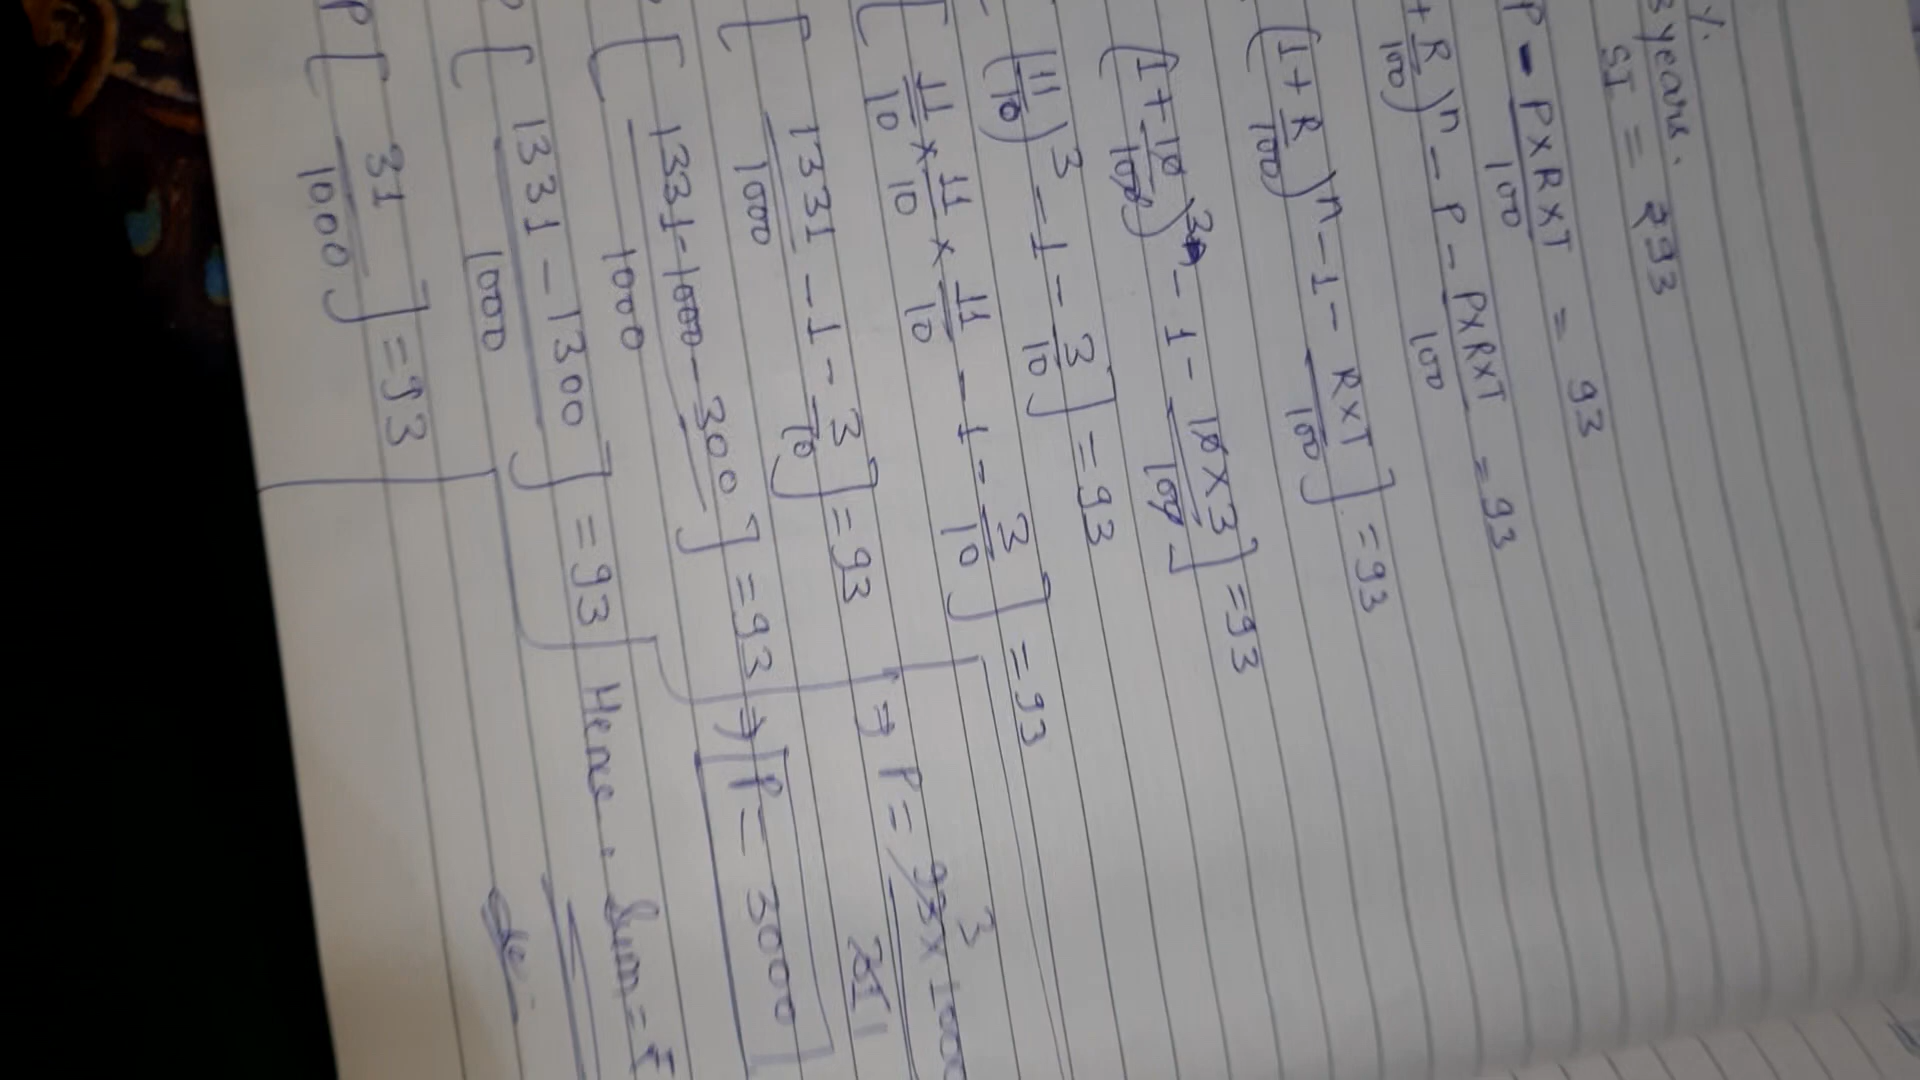 %
3 years.
SI = ₹93
P - P×R×T/100 = 93
+ R/100)^n - P - P×R×T/100 = 93
(1 + R/100)^n - 1 - R×T/100] = 93
(1 + 10/100)^3 - 1 - 10×3/100] = 93
(11/10)^3 - 1 - 3/10] = 93
[11/10 × 11/10 × 11/10 - 1 - 3/10] = 93
[1331/1000 - 1 - 3/10] = 93
[1331-1000-300/1000] = 93
[1331-1300/1000] = 93
P[31/1000] = 93
⇒ P = 93×1000/31 3
⇒ P = 3000
Hence, Sum = ₹